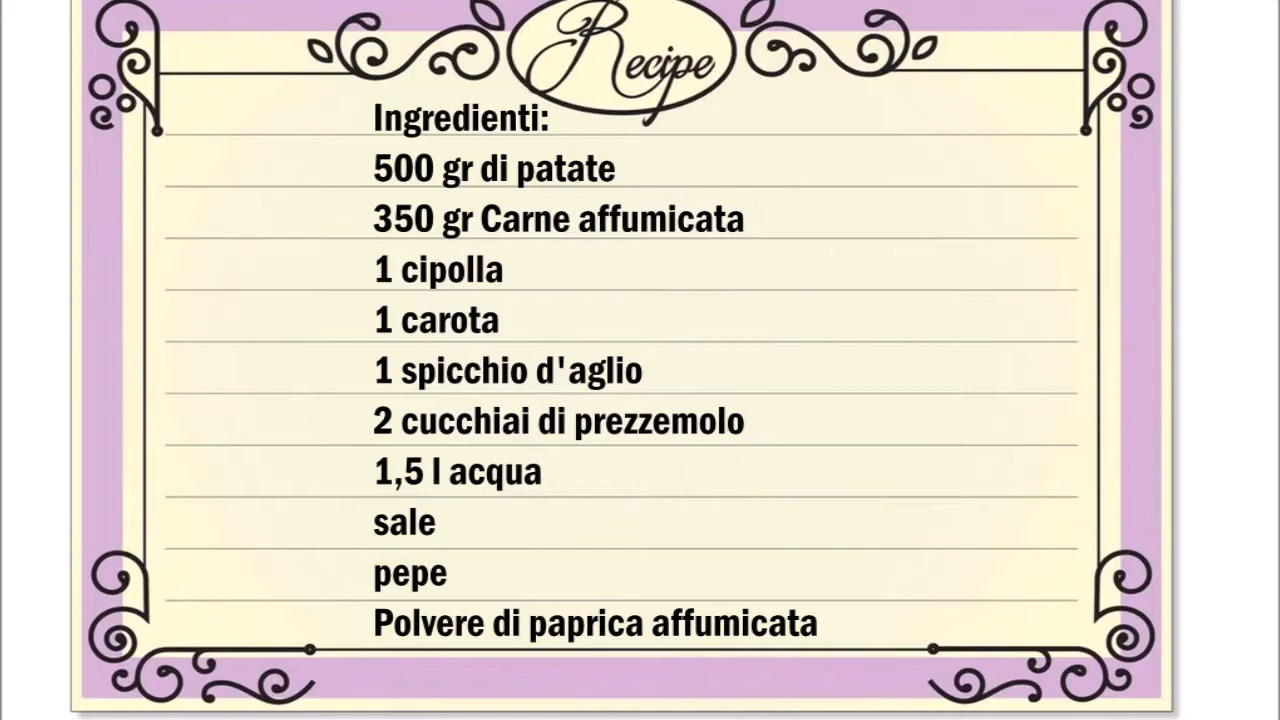 Recipe
Ingredienti:
500 gr di patate
350 gr Carne affumicata
1 cipolla
1 carota
1 spicchio d'aglio
2 cucchiai di prezzemolo
1,5 l acqua
sale
pepe
Polvere di paprica affumicata